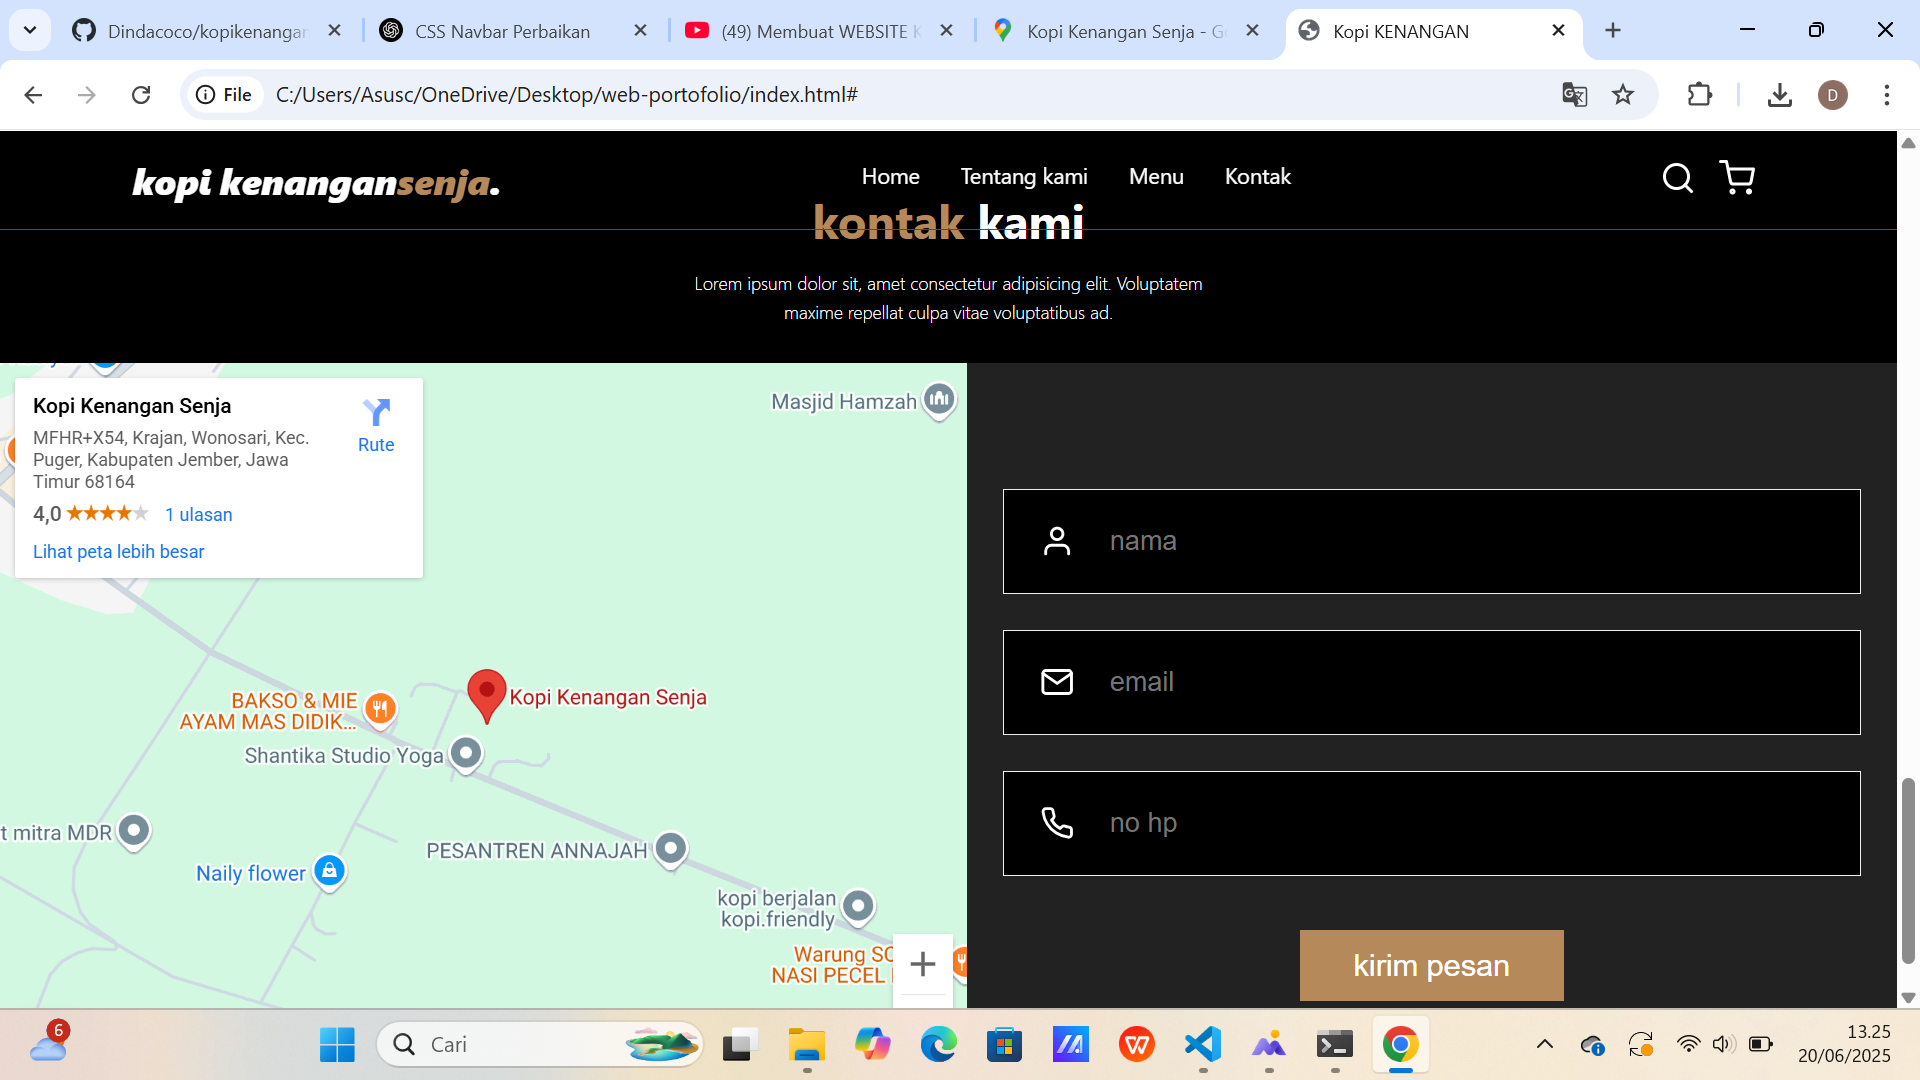 Dindacoco/kopikenangan
CSS Navbar Perbaikan
(49) Membuat WEBSITE K
Kopi Kenangan Senja - G
Kopi KENANGAN
File
C:/Users/Asusc/OneDrive/Desktop/web-portofolio/index.html#
D
kopi kenangansenja.
Home
Tentang kami
Menu
Kontak
kontak kami
Lorem ipsum dolor sit, amet consectetur adipisicing elit. Voluptatem
maxime repellat culpa vitae voluptatibus ad.
Kopi Kenangan Senja
MFHR+X54, Krajan, Wonosari, Kec.
Puger, Kabupaten Jember, Jawa
Timur 68164
Rute
4,0
1 ulasan
Lihat peta lebih besar
Masjid Hamzah
BAKSO & MIE
AYAM MAS DIDIK...
Kopi Kenangan Senja
Shantika Studio Yoga
t mitra MDR
PESANTREN ANNAJAH
Naily flower
kopi berjalan
kopi.friendly
Warung SC
NASI PECEL
nama
email
no hp
kirim pesan
6
Cari
13.25
20/06/2025